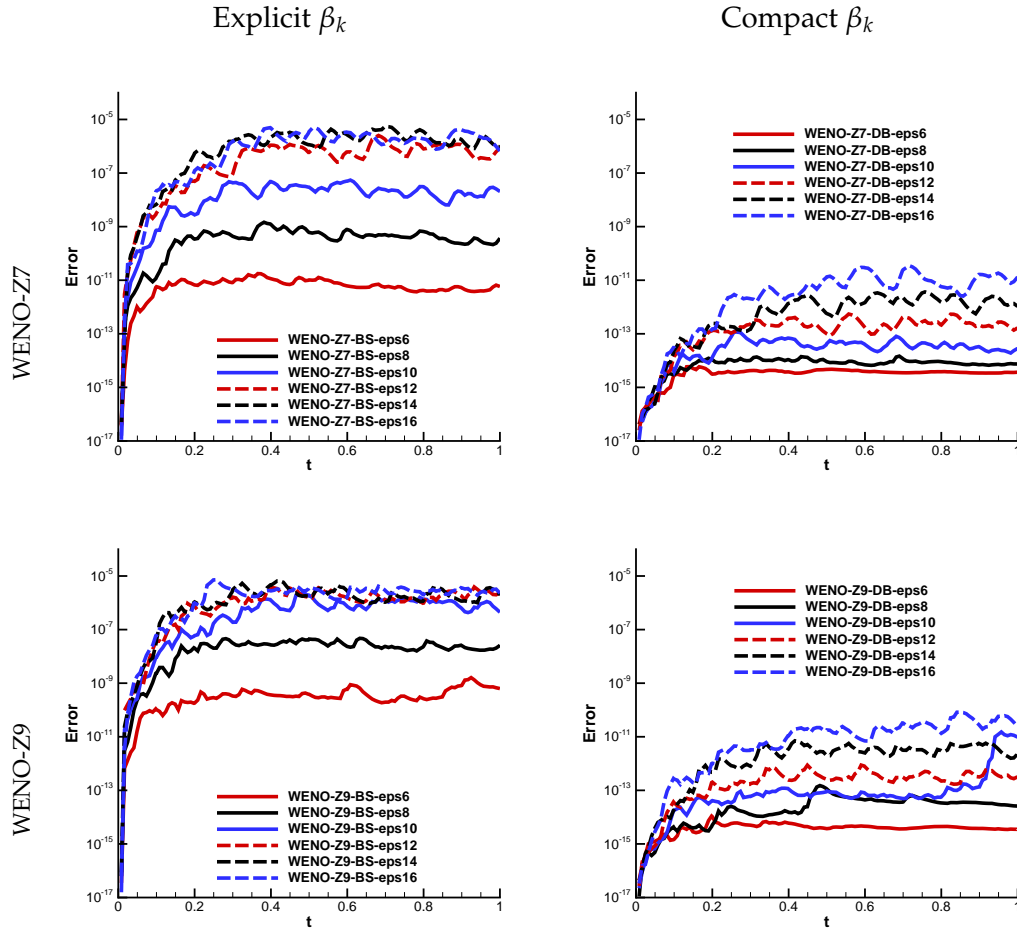 Explicit βk
Compact βk
WENO-Z7
Error
10-5
10-7
10-9
10-11
10-13
10-15
10-17
WENO-Z7-BS-eps6
WENO-Z7-BS-eps8
WENO-Z7-BS-eps10
WENO-Z7-BS-eps12
WENO-Z7-BS-eps14
WENO-Z7-BS-eps16
0 0.2 0.4 0.6 0.8 1
t
Error
10-5
10-7
10-9
10-11
10-13
10-15
10-17
WENO-Z7-DB-eps6
WENO-Z7-DB-eps8
WENO-Z7-DB-eps10
WENO-Z7-DB-eps12
WENO-Z7-DB-eps14
WENO-Z7-DB-eps16
0 0.2 0.4 0.6 0.8 1
t
WENO-Z9
Error
10-5
10-7
10-9
10-11
10-13
10-15
10-17
WENO-Z9-BS-eps6
WENO-Z9-BS-eps8
WENO-Z9-BS-eps10
WENO-Z9-BS-eps12
WENO-Z9-BS-eps14
WENO-Z9-BS-eps16
0 0.2 0.4 0.6 0.8 1
t
Error
10-5
10-7
10-9
10-11
10-13
10-15
10-17
WENO-Z9-DB-eps6
WENO-Z9-DB-eps8
WENO-Z9-DB-eps10
WENO-Z9-DB-eps12
WENO-Z9-DB-eps14
WENO-Z9-DB-eps16
0 0.2 0.4 0.6 0.8 1
t